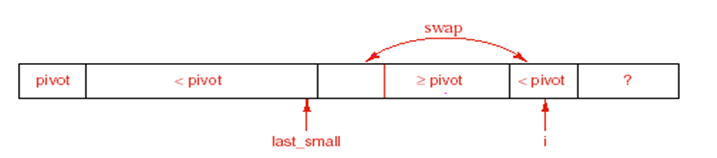 swap
pivot < pivot ≥ pivot < pivot ?
last_small i